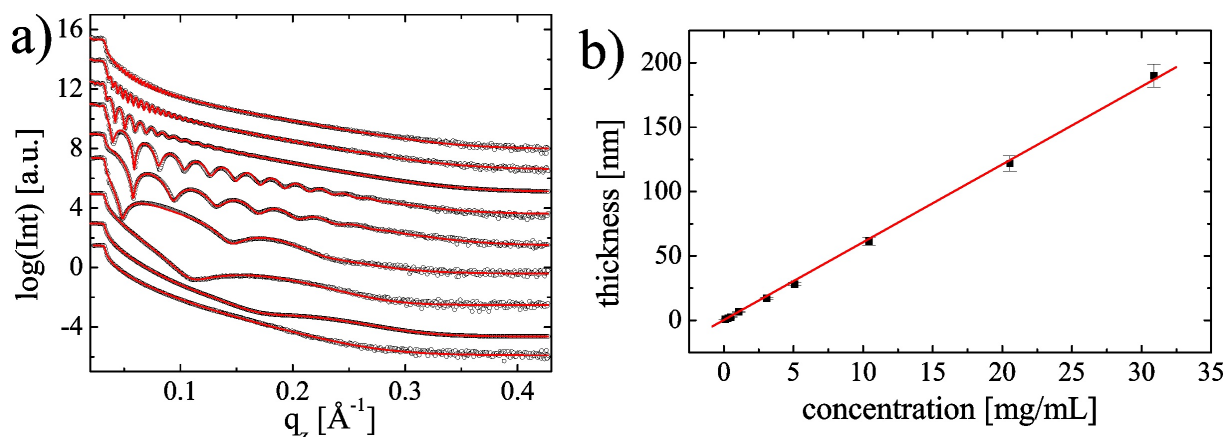 a)
16
12
8
4
0
-4
log(Int) [a.u.]
0.1 0.2 0.3 0.4
q_z [Å⁻¹]
b)
200
150
100
50
0
thickness [nm]
0 5 10 15 20 25 30 35
concentration [mg/mL]